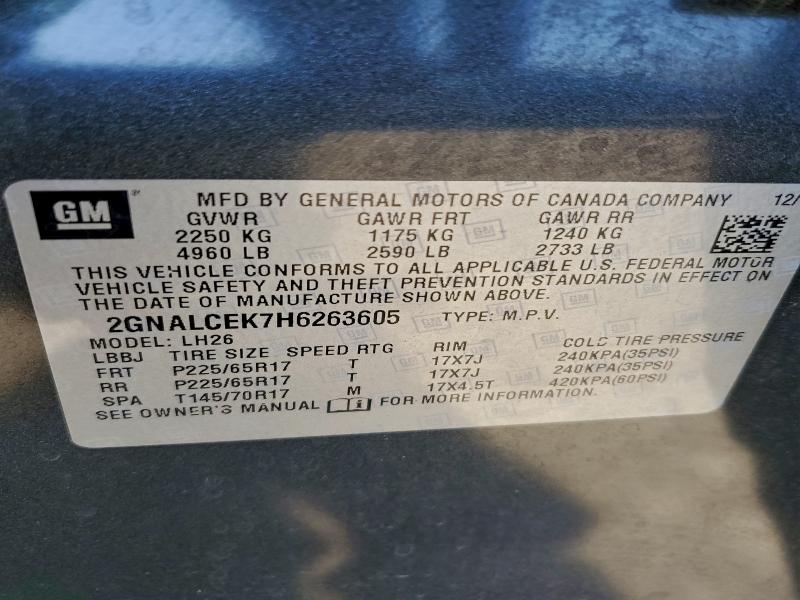 GM MFD BY GENERAL MOTORS OF CANADA COMPANY 12/
GVWR GAWR FRT GAWR RR
2250 KG 1175 KG 1240 KG
4960 LB 2590 LB 2733 LB
THIS VEHICLE CONFORMS TO ALL APPLICABLE U.S. FEDERAL MOTOR
VEHICLE SAFETY AND THEFT PREVENTION STANDARDS IN EFFECT ON
THE DATE OF MANUFACTURE SHOWN ABOVE.
2GNALCEK7H6263605 TYPE: M.P.V.
MODEL: LH26
LBBJ TIRE SIZE SPEED RTG RIM COLD TIRE PRESSURE
FRT P225/65R17 T 17X7J 240KPA(35PSI)
RR P225/65R17 T 17X7J 240KPA(35PSI)
SPA T145/70R17 M 17X4.5T 420KPA(60PSI)
SEE OWNER'S MANUAL FOR MORE INFORMATION.